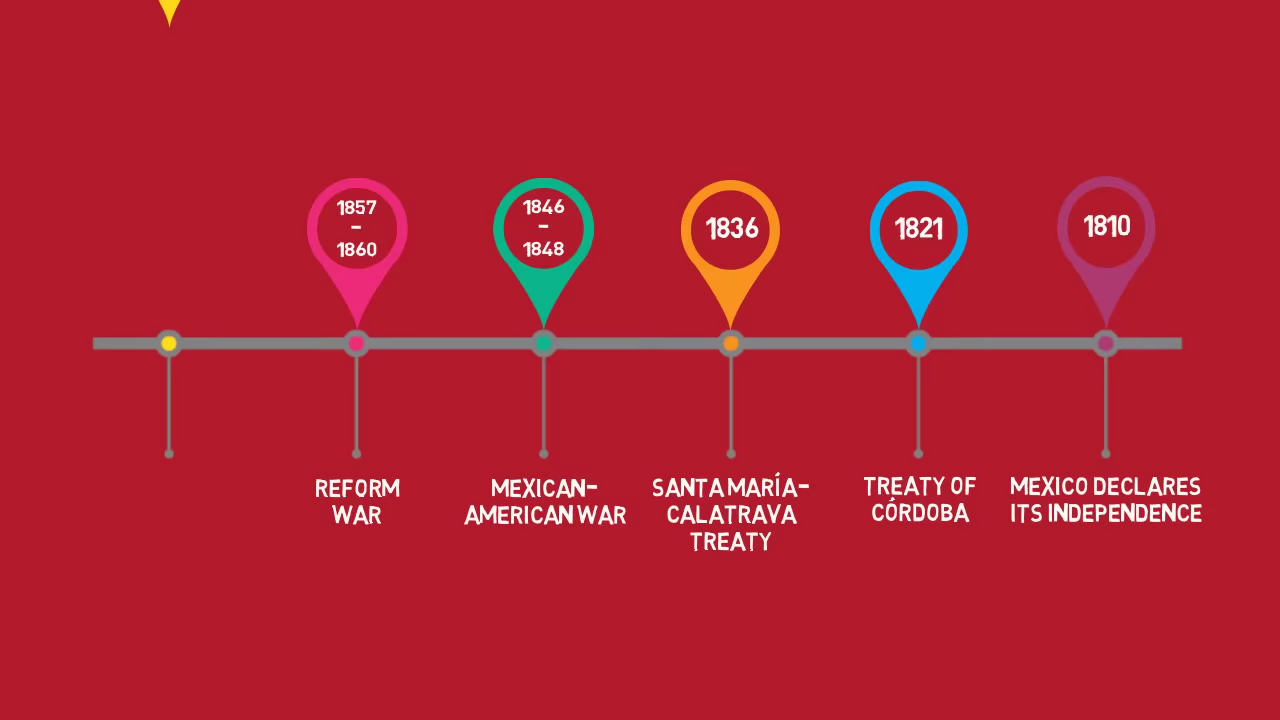 1857
-
1860
1846
-
1848
1836
1821
1810
REFORM
WAR
MEXICAN-
AMERICAN WAR
SANTA MARÍA-
CALATRAVA
TREATY
TREATY OF
CÓRDOBA
MEXICO DECLARES
ITS INDEPENDENCE